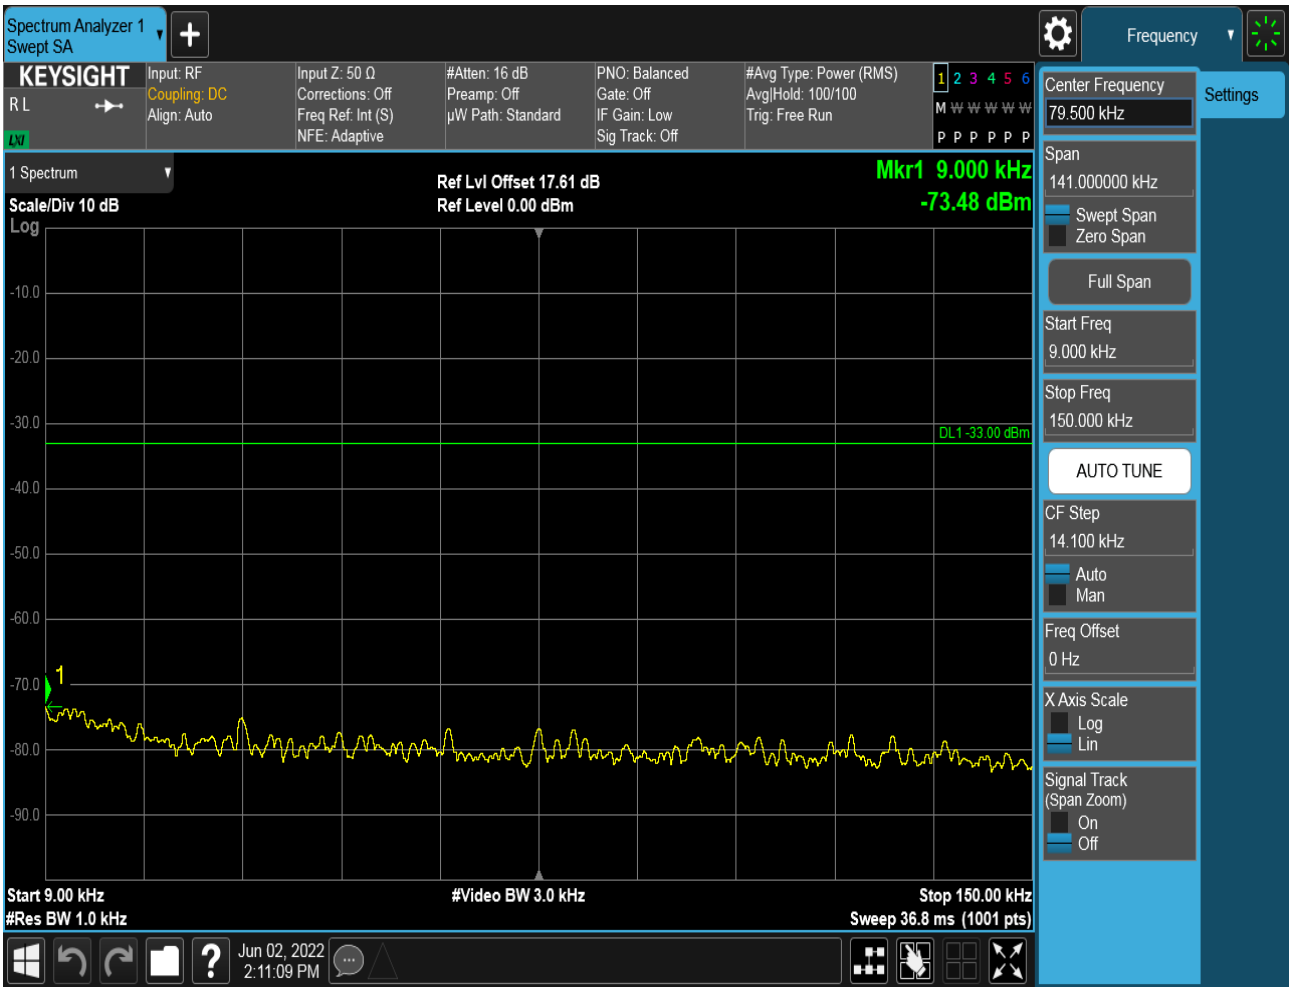 Spectrum Analyzer 1
Swept SA
Frequency
KEYSIGHT
R L
LXI
Input: RF
Coupling: DC
Align: Auto
Input Z: 50 Ω
Corrections: Off
Freq Ref: Int (S)
NFE: Adaptive
#Atten: 16 dB
Preamp: Off
µW Path: Standard
PNO: Balanced
Gate: Off
IF Gain: Low
Sig Track: Off
#Avg Type: Power (RMS)
Avg|Hold: 100/100
Trig: Free Run
1 2 3 4 5 6
M W W W W W
P P P P P P
1 Spectrum
Scale/Div 10 dB
Log
Ref Lvl Offset 17.61 dB
Ref Level 0.00 dBm
Mkr1 9.000 kHz
-73.48 dBm
-10.0
-20.0
-30.0
DL1 -33.00 dBm
-40.0
-50.0
-60.0
-70.0
1
-80.0
-90.0
Start 9.00 kHz
#Video BW 3.0 kHz
Stop 150.00 kHz
#Res BW 1.0 kHz
Sweep 36.8 ms (1001 pts)
Jun 02, 2022
2:11:09 PM
Center Frequency
79.500 kHz
Settings
Span
141.000000 kHz
Swept Span
Zero Span
Full Span
Start Freq
9.000 kHz
Stop Freq
150.000 kHz
AUTO TUNE
CF Step
14.100 kHz
Auto
Man
Freq Offset
0 Hz
X Axis Scale
Log
Lin
Signal Track
(Span Zoom)
On
Off